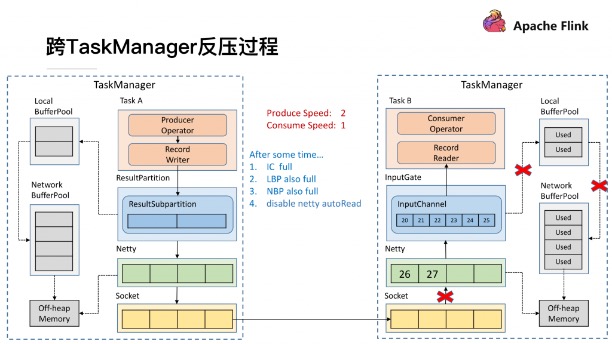 Apache Flink
跨TaskManager反压过程
TaskManager
Local
BufferPool
Task A
Producer
Operator
Record
Writer
ResultPartition
ResultSubpartition
Network
BufferPool
Netty
Socket
Off-heap
Memory
Produce Speed: 2
Consume Speed: 1
After some time...
1. IC full
2. LBP also full
3. NBP also full
4. disable netty autoRead
TaskManager
Task B
Consumer
Operator
Record
Reader
InputGate
InputChannel
20 21 22 23 24 25
Netty
26 27
Socket
Local
BufferPool
Used
Used
Network
BufferPool
Used
Used
Used
Used
Off-heap
Memory